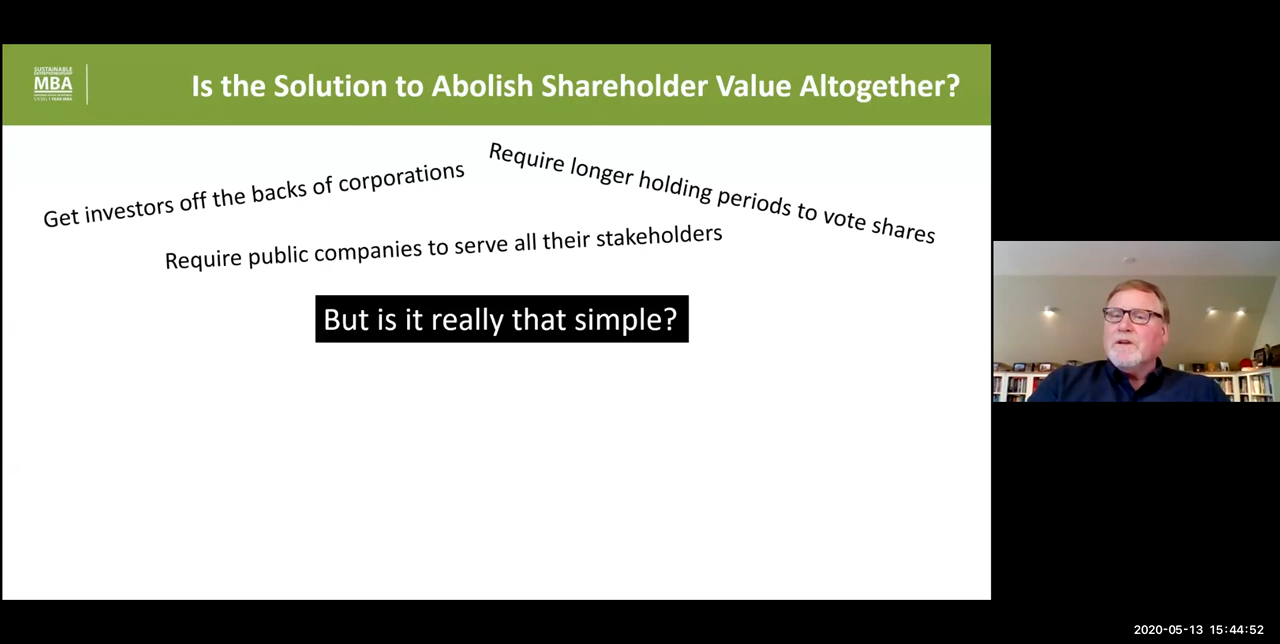 SUSTAINABLE
ENTREPRENEURSHIP
MBA
Is the Solution to Abolish Shareholder Value Altogether?
Require longer holding periods to vote shares
Get investors off the backs of corporations
Require public companies to serve all their stakeholders
But is it really that simple?
2020-05-13 15:44:52